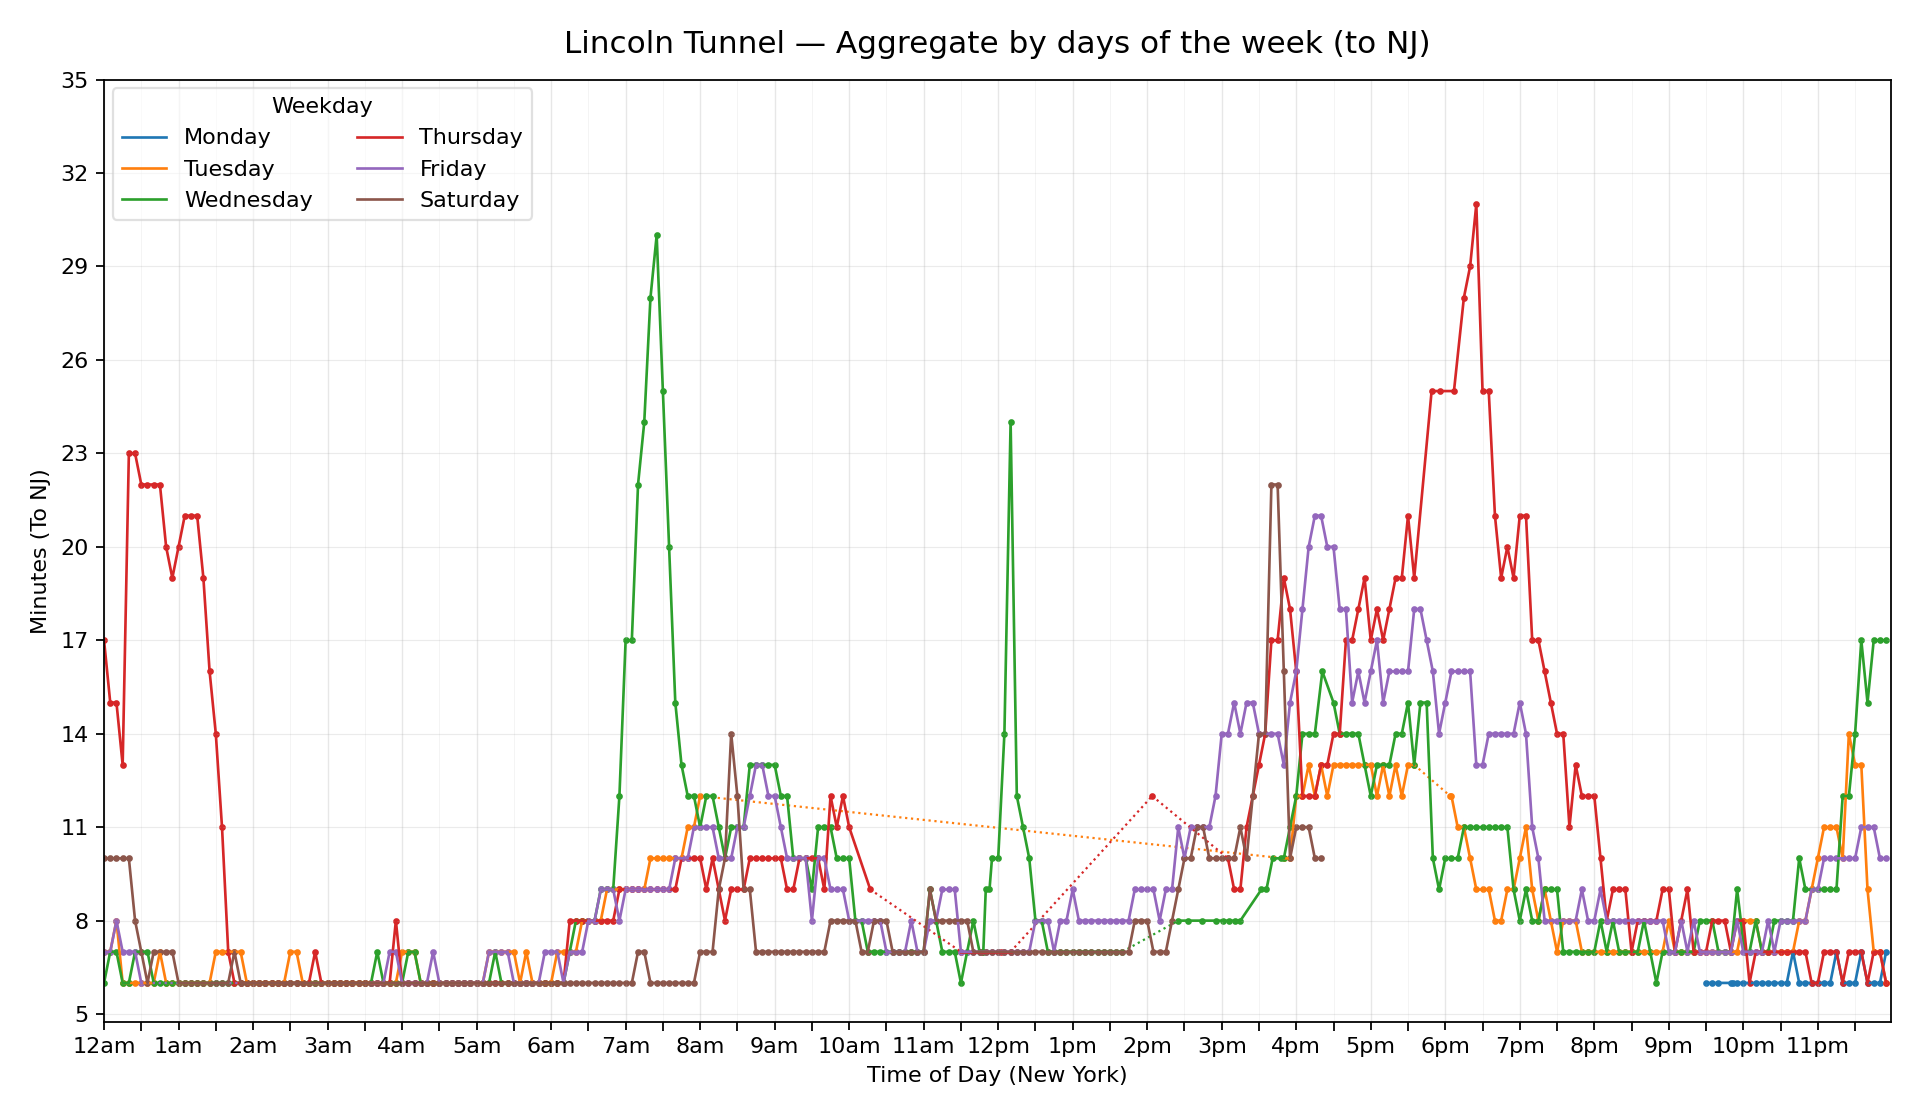 Lincoln Tunnel — Aggregate by days of the week (to NJ)
Weekday
Monday
Tuesday
Wednesday
Thursday
Friday
Saturday
35
32
29
26
23
20
17
14
11
8
5
Minutes (To NJ)
12am 1am 2am 3am 4am 5am 6am 7am 8am 9am 10am 11am 12pm 1pm 2pm 3pm 4pm 5pm 6pm 7pm 8pm 9pm 10pm 11pm
Time of Day (New York)